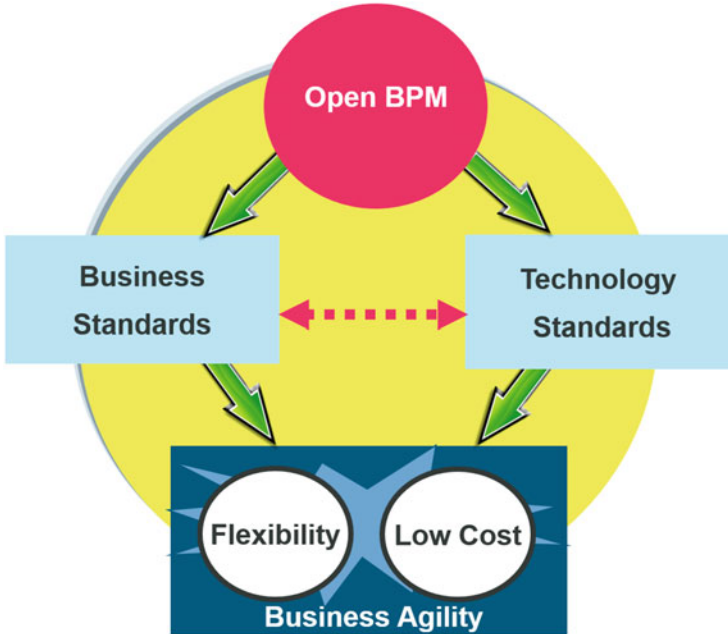 Open BPM
Business
Standards
Technology
Standards
Flexibility
Low Cost
Business Agility